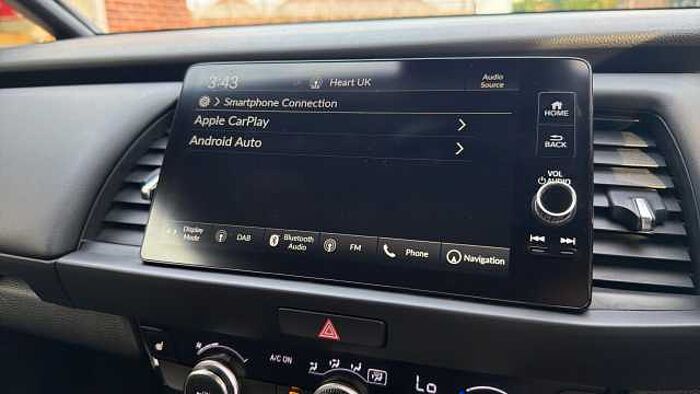 3:43
Heart UK
Audio
Source
Smartphone Connection
Apple CarPlay
Android Auto
HOME
BACK
VOL
AUDIO
Display
Mode
DAB
Bluetooth
Audio
FM
Phone
Navigation
A/C ON
Lo